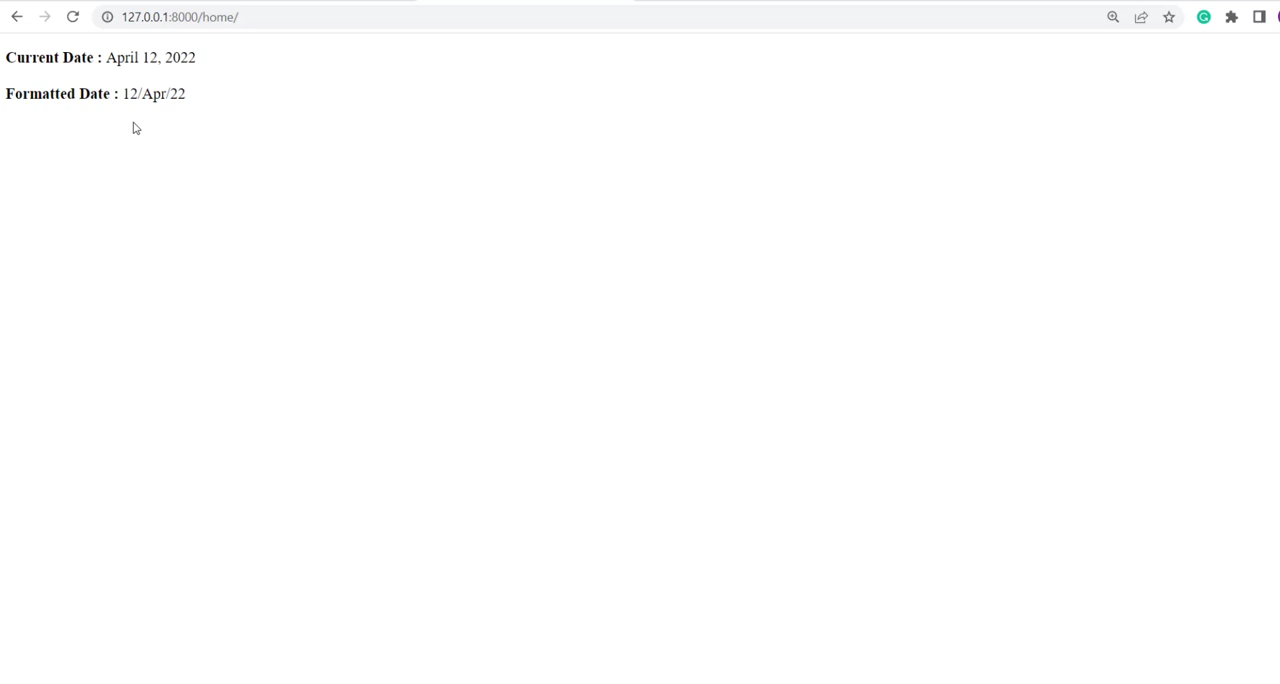 127.0.0.1:8000/home/
Current Date : April 12, 2022
Formatted Date : 12/Apr/22